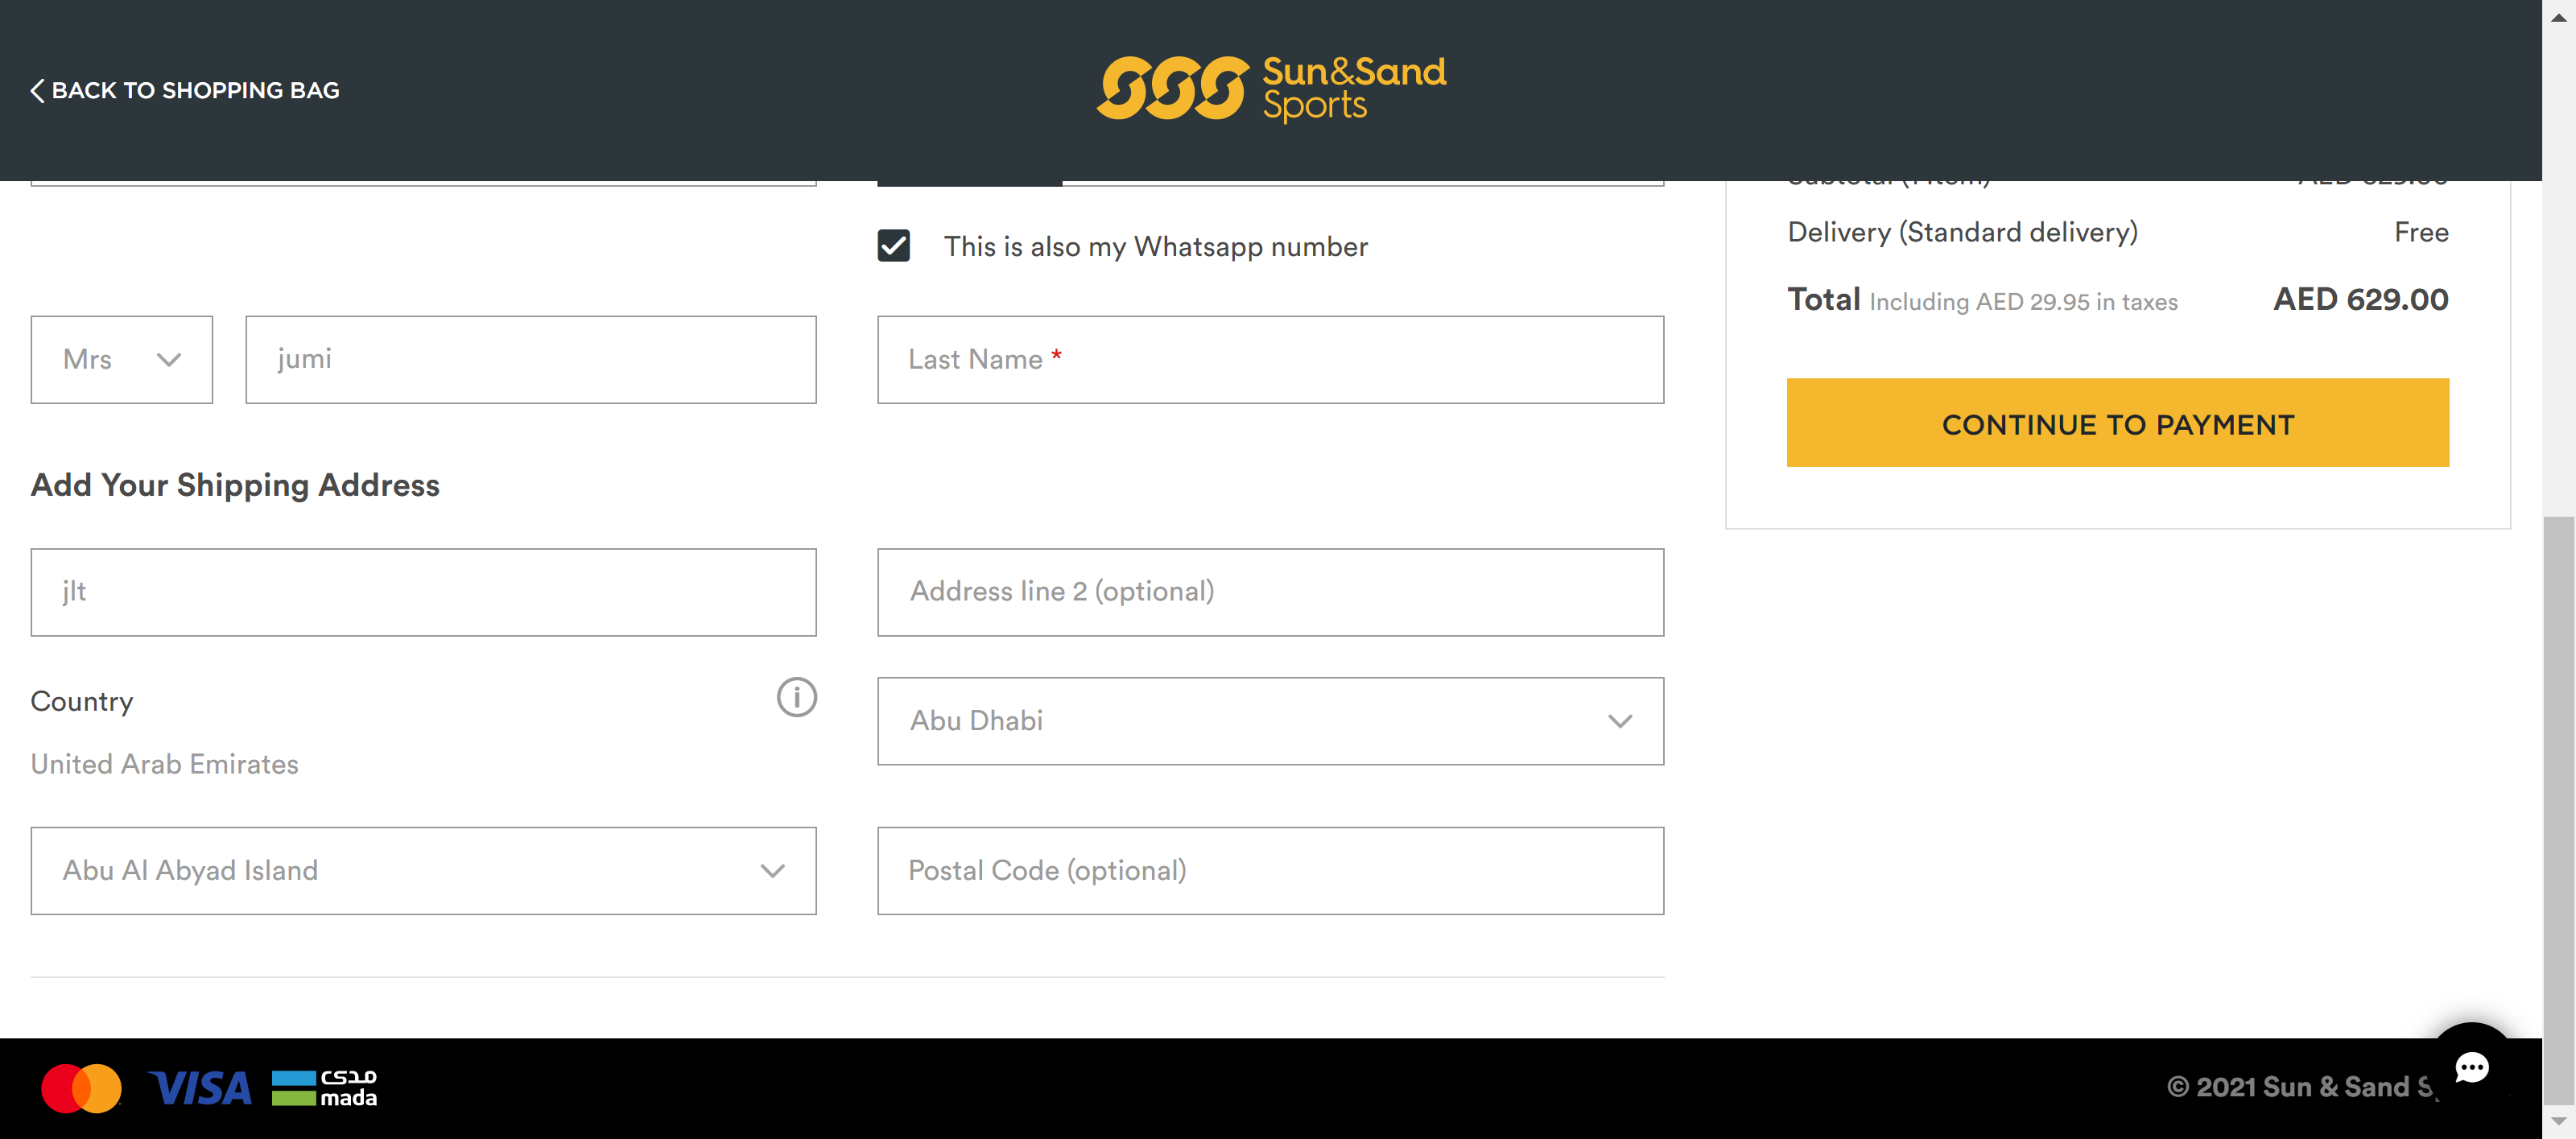 BACK TO SHOPPING BAG
Sun&Sand
Sports
Delivery (Standard delivery) Free
Total Including AED 29.95 in taxes AED 629.00
CONTINUE TO PAYMENT
This is also my Whatsapp number
Mrs
jumi
Last Name *
Add Your Shipping Address
jlt
Address line 2 (optional)
Country
United Arab Emirates
Abu Dhabi
Abu Al Abyad Island
Postal Code (optional)
VISA
مدى
mada
© 2021 Sun & Sand